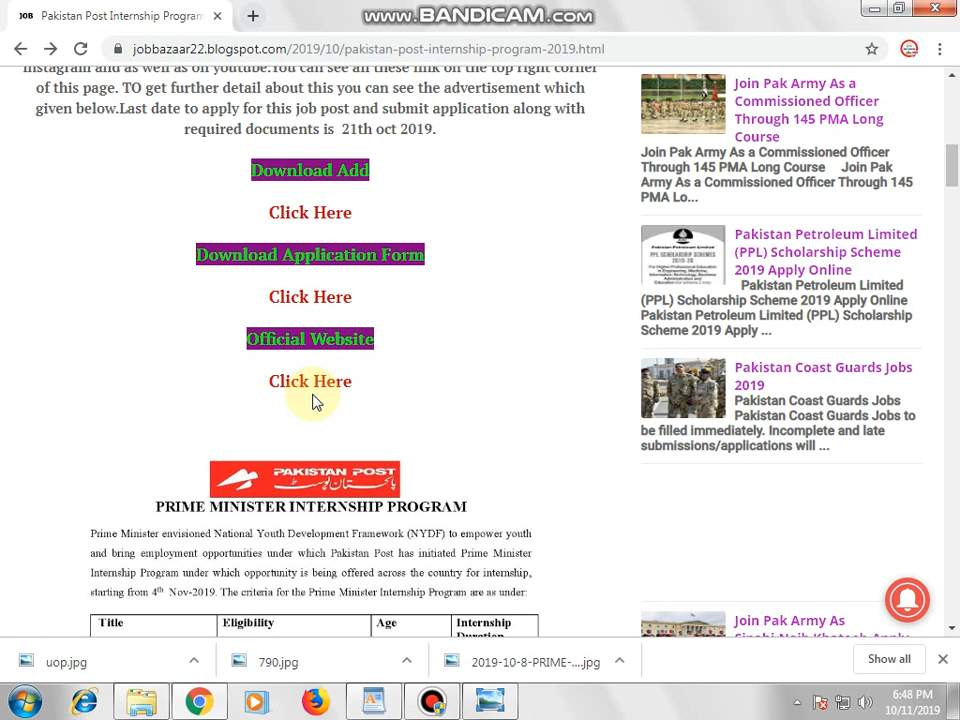 JOB Pakistan Post Internship Program
www.BANDICAM.com
jobbazaar22.blogspot.com/2019/10/pakistan-post-internship-program-2019.html
instagram and as well as on youtube.You can see all these link on the top right corner
of this page. TO get further detail about this you can see the advertisement which
given below.Last date to apply for this job post and submit application along with
required documents is 21th oct 2019.
Download Add
Click Here
Download Application Form
Click Here
Official Website
Click Here
PAKISTAN POST
پاکستان پوسٹ
PRIME MINISTER INTERNSHIP PROGRAM
Prime Minister envisioned National Youth Development Framework (NYDF) to empower youth
and bring employment opportunities under which Pakistan Post has initiated Prime Minister
Internship Program under which opportunity is being offered across the country for internship,
starting from 4th Nov-2019. The criteria for the Prime Minister Internship Program are as under:
Title Eligibility Age Internship
Duration
Join Pak Army As a
Commissioned Officer
Through 145 PMA Long
Course
Join Pak Army As a Commissioned Officer
Through 145 PMA Long Course Join Pak
Army As a Commissioned Officer Through 145
PMA Lo...
Pakistan Petroleum Limited
(PPL) Scholarship Scheme
2019 Apply Online
Pakistan Petroleum Limited
(PPL) Scholarship Scheme 2019 Apply Online
Pakistan Petroleum Limited (PPL) Scholarship
Scheme 2019 Apply ...
Pakistan Coast Guards Jobs
2019
Pakistan Coast Guards Jobs
Pakistan Coast Guards Jobs to
be filled immediately. Incomplete and late
submissions/applications will ...
Join Pak Army As
Sipahi Naib Khateeb Apply
uop.jpg
790.jpg
2019-10-8-PRIME-....jpg
Show all
6:48 PM
10/11/2019